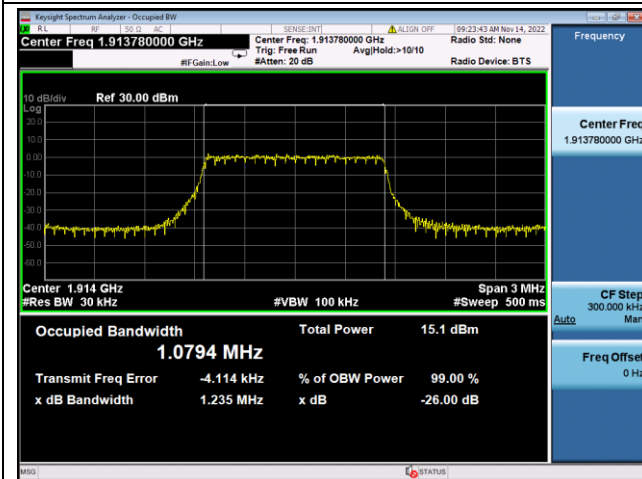 Keysight Spectrum Analyzer - Occupied BW
RL RF 50 Ω AC SENSE:INT ALIGN OFF 09:23:43 AM Nov 14, 2022
Center Freq 1.913780000 GHz
Center Freq: 1.913780000 GHz Radio Std: None
Trig: Free Run Avg|Hold:>10/10
#IFGain:Low #Atten: 20 dB Radio Device: BTS
10 dB/div Ref 30.00 dBm
Log
20.0
10.0
0.00
-10.0
-20.0
-30.0
-40.0
-50.0
-60.0
Center 1.914 GHz Span 3 MHz
#Res BW 30 kHz #VBW 100 kHz #Sweep 500 ms
Occupied Bandwidth Total Power 15.1 dBm
1.0794 MHz
Transmit Freq Error -4.114 kHz % of OBW Power 99.00 %
x dB Bandwidth 1.235 MHz x dB -26.00 dB
MSG STATUS
Frequency
Center Freq
1.913780000 GHz
CF Step
300.000 kHz
Auto Man
Freq Offset
0 Hz